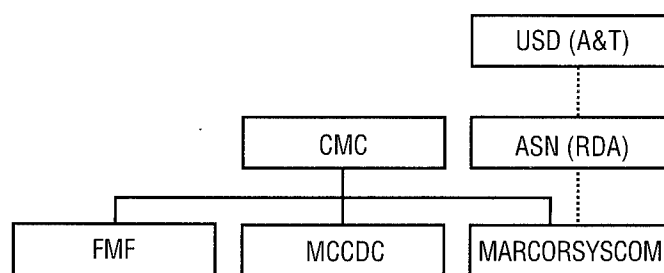 USD (A&T)
CMC
ASN (RDA)
FMF
MCCDC
MARCORSYSCOM